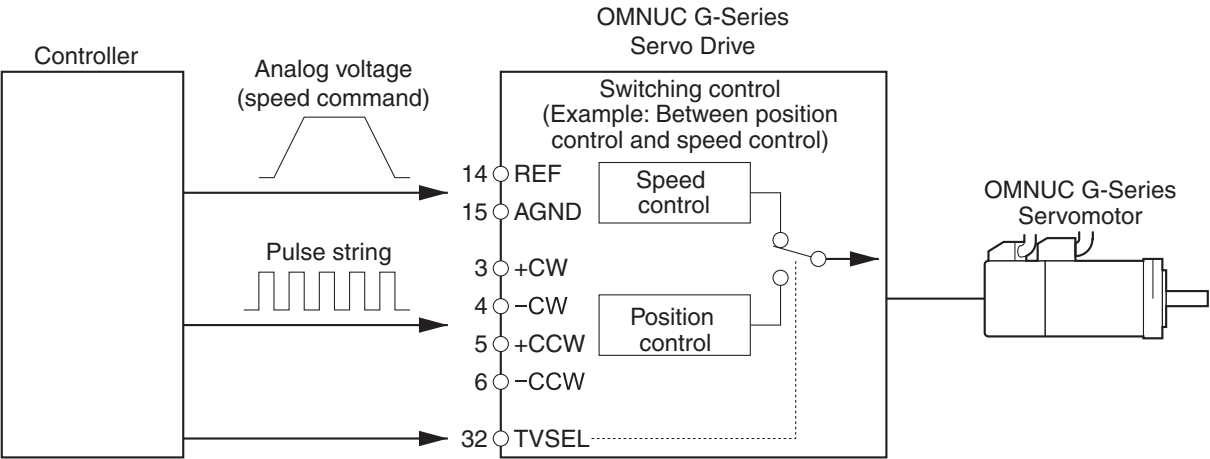 OMNUC G-Series
Servo Drive
Controller
Analog voltage
(speed command)
Switching control
(Example: Between position
control and speed control)
14 REF
15 AGND
Speed
control
OMNUC G-Series
Servomotor
Pulse string
3 +CW
4 −CW
5 +CCW
6 −CCW
Position
control
32 TVSEL